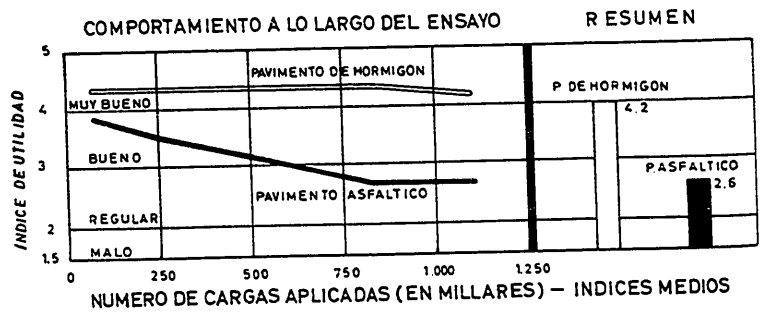 COMPORTAMIENTO A LO LARGO DEL ENSAYO
RESUMEN
INDICE DE UTILIDAD
5
4
3
2
1.5
MUY BUENO
BUENO
REGULAR
MALO
PAVIMENTO DE HORMIGON
PAVIMENTO ASFALTICO
P. DE HORMIGON
4.2
P. ASFALTICO
2.6
0 250 500 750 1.000 1.250
NUMERO DE CARGAS APLICADAS (EN MILLARES) — INDICES MEDIOS